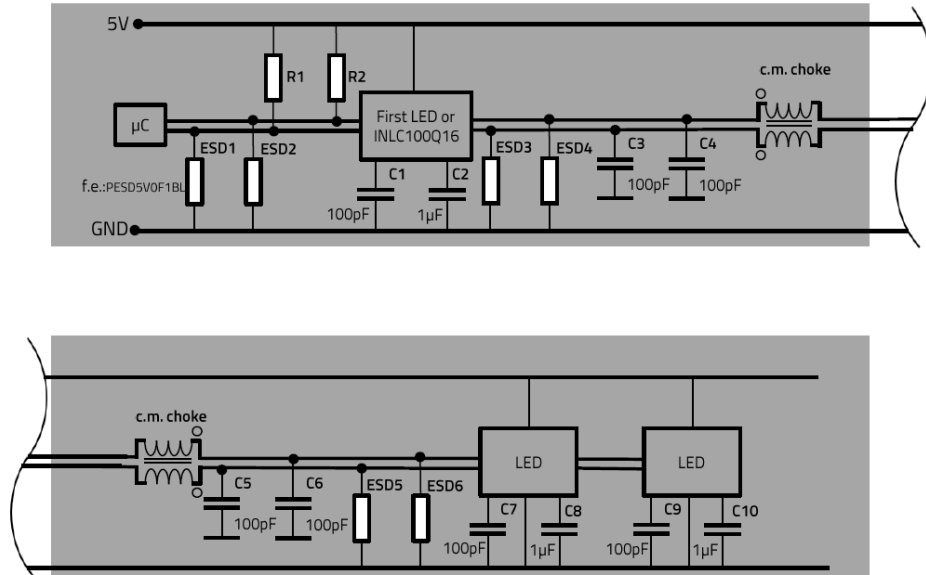 5V
R1
R2
c.m. choke
µC
First LED or
INLC100Q16
ESD1
ESD2
ESD3
ESD4
C3
C4
f.e.:PESD5V0F1BL
C1
C2
100pF
100pF
100pF
1µF
GND
c.m. choke
LED
LED
C5
C6
ESD5
ESD6
C7
C8
C9
C10
100pF
100pF
100pF
1µF
100pF
1µF